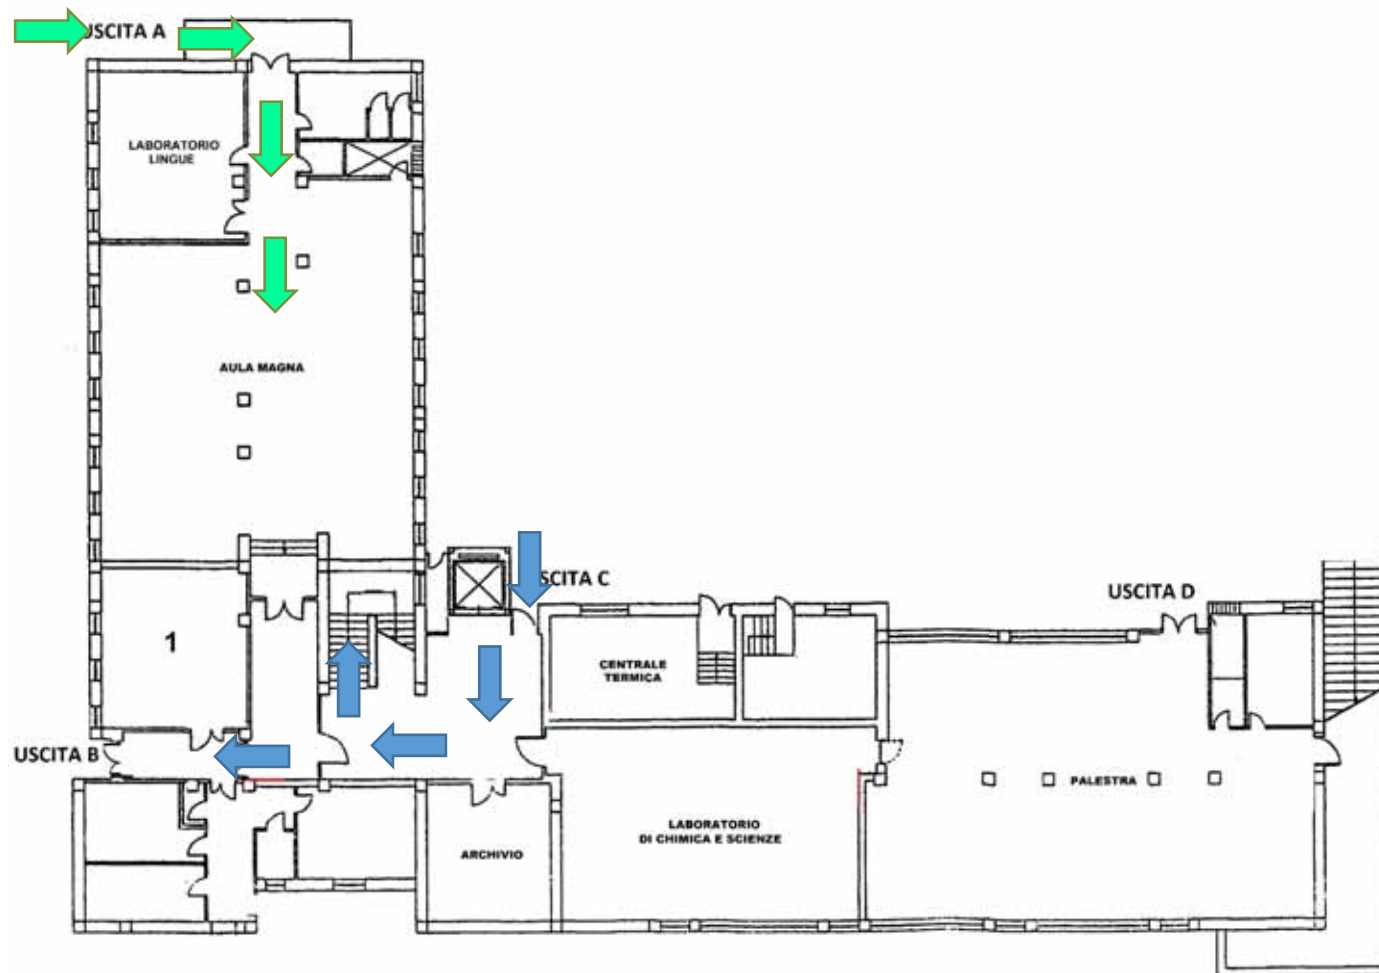 USCITA A
LABORATORIO
LINGUE
AULA MAGNA
SCITA C
USCITA D
1
CENTRALE
TERMICA
USCITA B
PALESTRA
LABORATORIO
DI CHIMICA E SCIENZE
ARCHIVIO